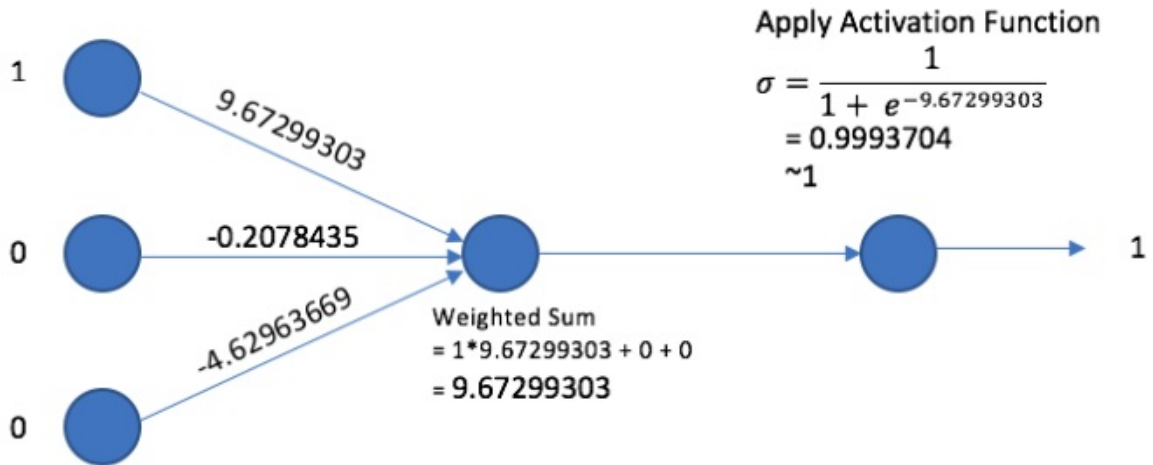 Apply Activation Function
σ = 1 / (1 + e^−9.67299303)
= 0.9993704
~1
1
9.67299303
0
-0.2078435
1
-4.62963669
0
Weighted Sum
= 1*9.67299303 + 0 + 0
= 9.67299303